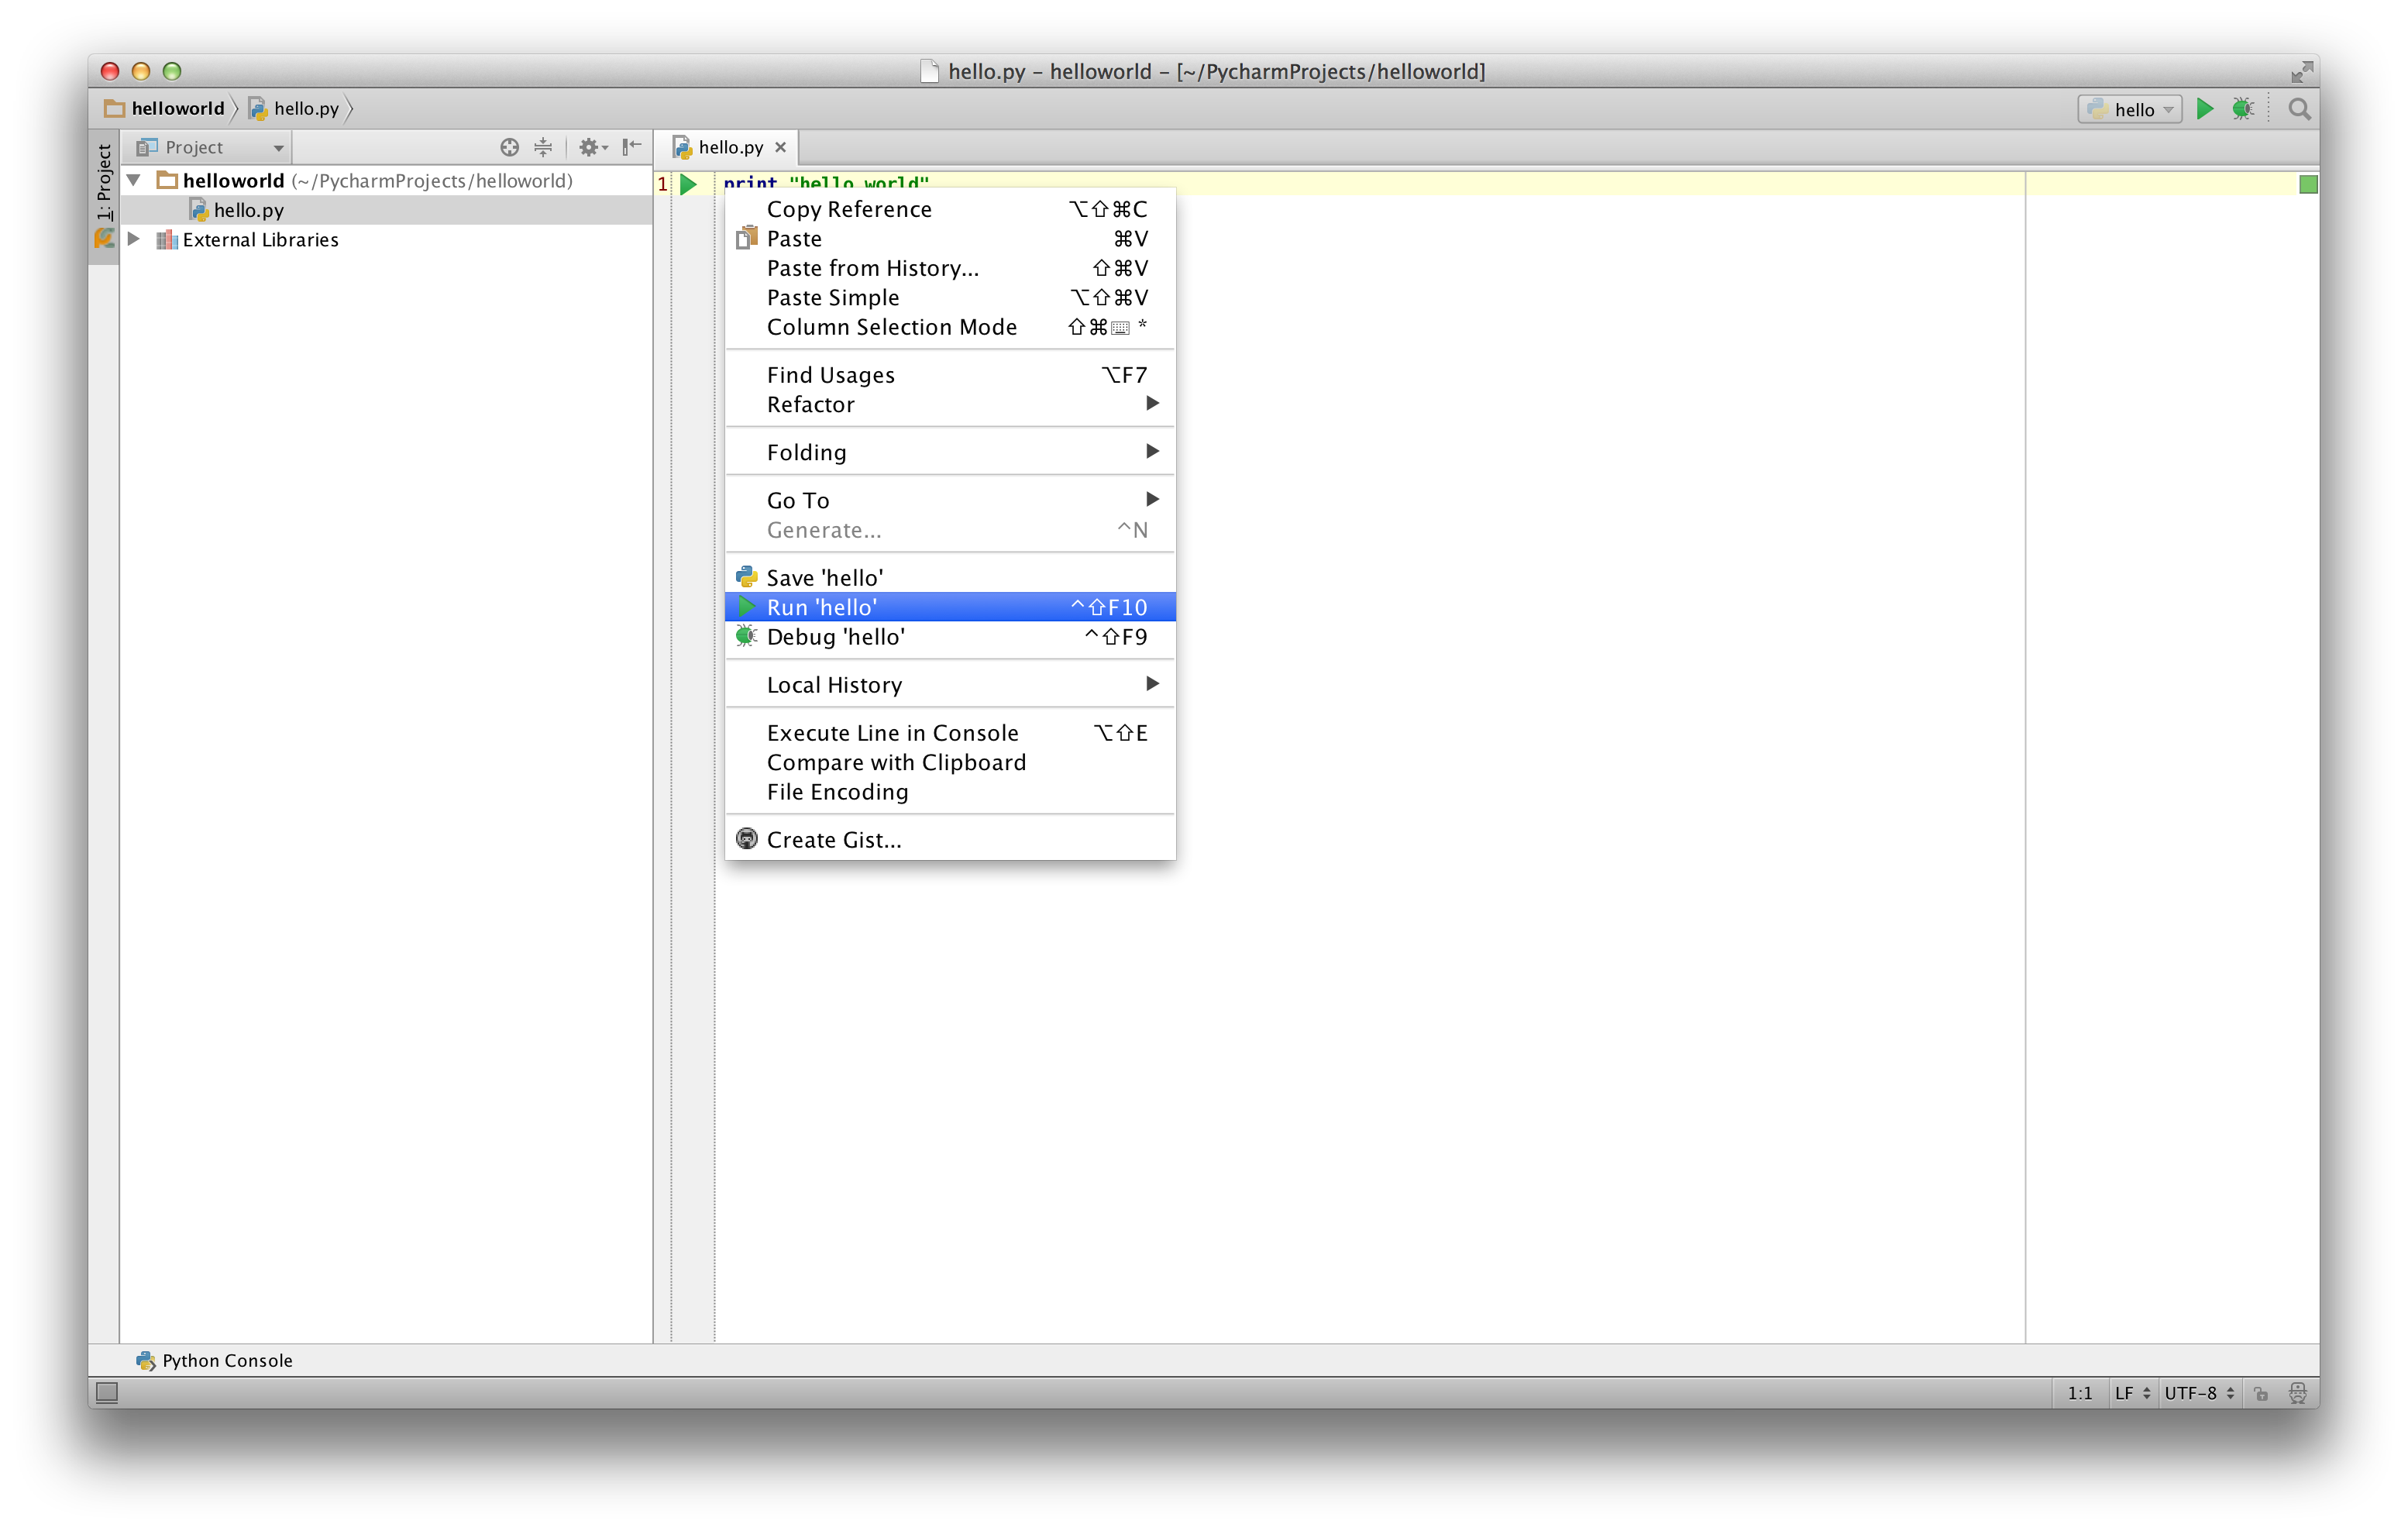 hello.py – helloworld – [~/PycharmProjects/helloworld]
helloworld hello.py hello
1: Project
Project
helloworld (~/PycharmProjects/helloworld)
hello.py
External Libraries
hello.py
1 print "hello world"
Copy Reference ⌥⇧⌘C
Paste ⌘V
Paste from History... ⇧⌘V
Paste Simple ⌥⇧⌘V
Column Selection Mode ⇧⌘⌨ *
Find Usages ⌥F7
Refactor
Folding
Go To
Generate... ^N
Save 'hello'
Run 'hello' ^⇧F10
Debug 'hello' ^⇧F9
Local History
Execute Line in Console ⌥⇧E
Compare with Clipboard
File Encoding
Create Gist...
Python Console
1:1 LF UTF-8